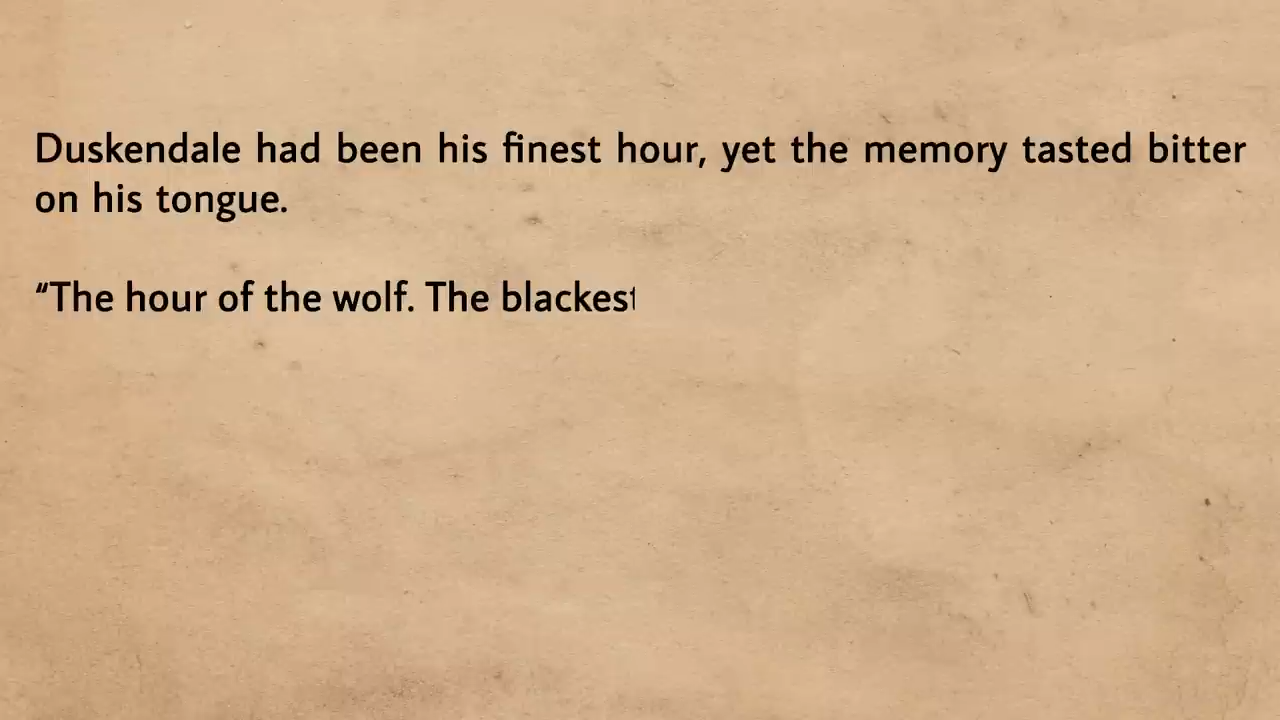 Duskendale had been his finest hour, yet the memory tasted bitter
on his tongue.
“The hour of the wolf. The blackest